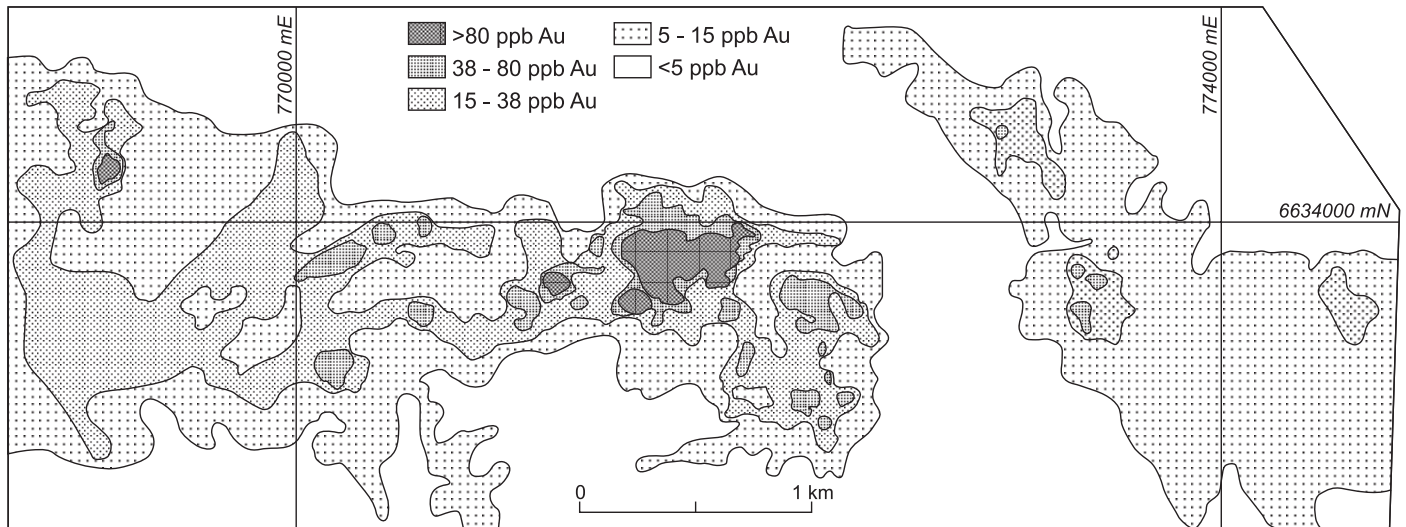 770000 mE
>80 ppb Au
38 - 80 ppb Au
15 - 38 ppb Au
5 - 15 ppb Au
<5 ppb Au
774000 mE
6634000 mN
0
1 km